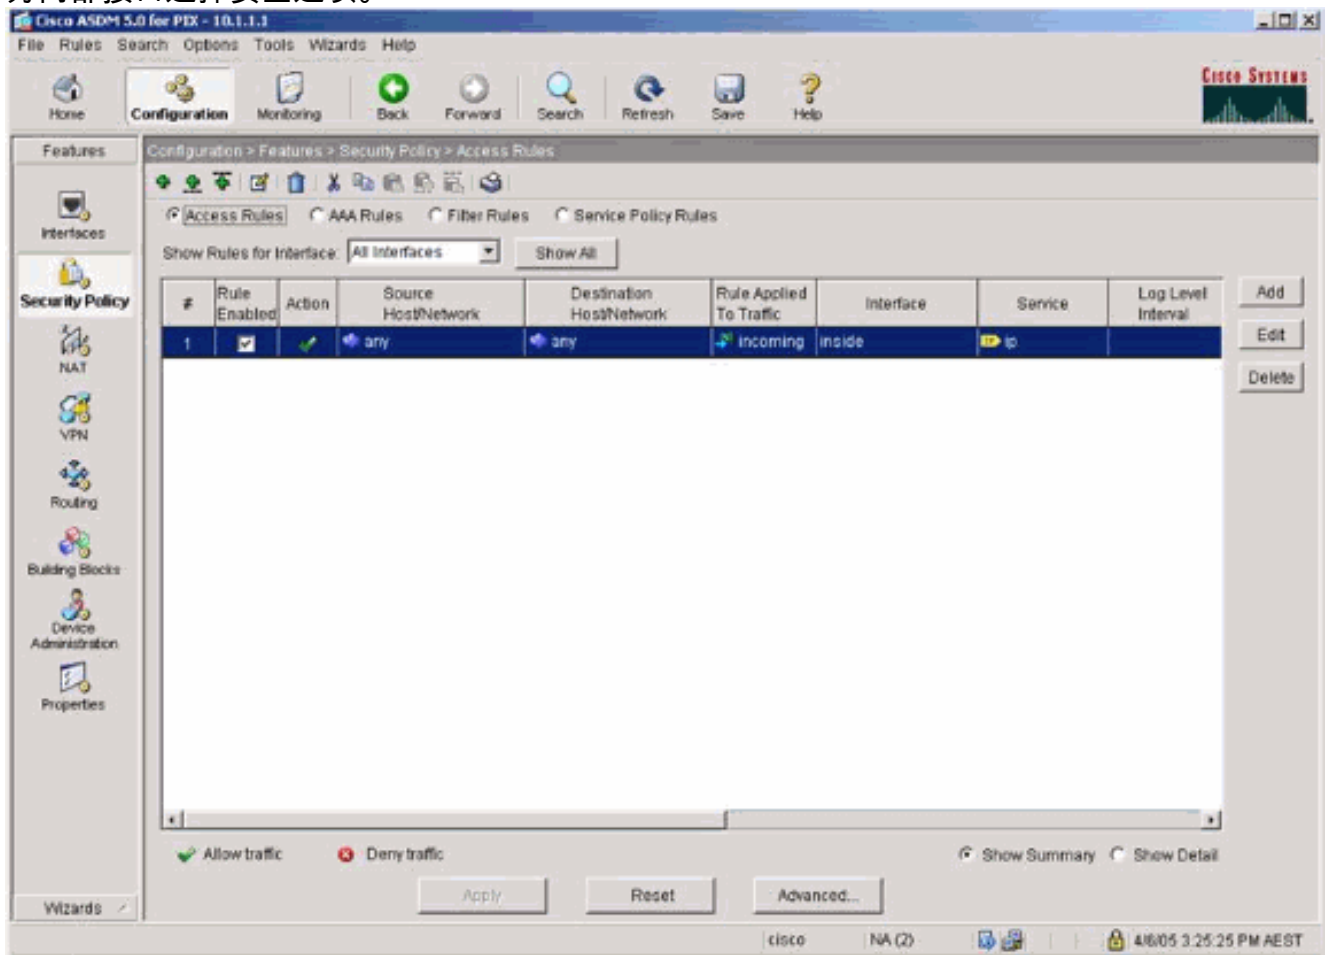 Cisco ASDM 5.0 for PIX - 10.1.1.1
File Rules Search Options Tools Wizards Help
Home Configuration Monitoring Back Forward Search Refresh Save Help
CISCO SYSTEMS
Features
Configuration > Features > Security Policy > Access Rules
Interfaces
Security Policy
NAT
VPN
Routing
Building Blocks
Device Administration
Properties
Wizards
Access Rules AAA Rules Filter Rules Service Policy Rules
Show Rules for Interface: All Interfaces Show All
# Rule Enabled Action Source Host/Network Destination Host/Network Rule Applied To Traffic Interface Service Log Level Interval
1 any any incoming inside IP ip
Add
Edit
Delete
Allow traffic Deny traffic Show Summary Show Detail
Apply Reset Advanced...
cisco NA (2) 4/6/05 3:25:25 PM AEST